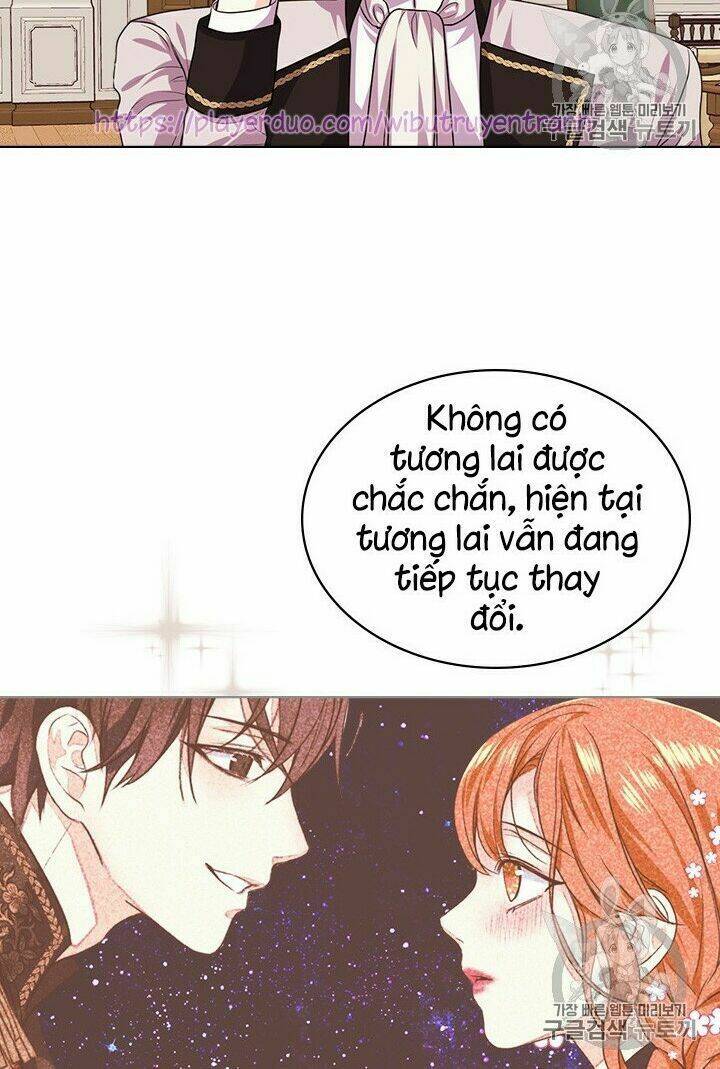 가장 빠른 웹툰 미리보기
구글검색 뉴토끼
https://playerduo.com/wibutruyentranh
Không có
tương lai được
chắc chắn, hiện tại
tương lai vẫn đang
tiếp tục thay
đổi.
가장 빠른 웹툰 미리보기
구글검색 뉴토끼